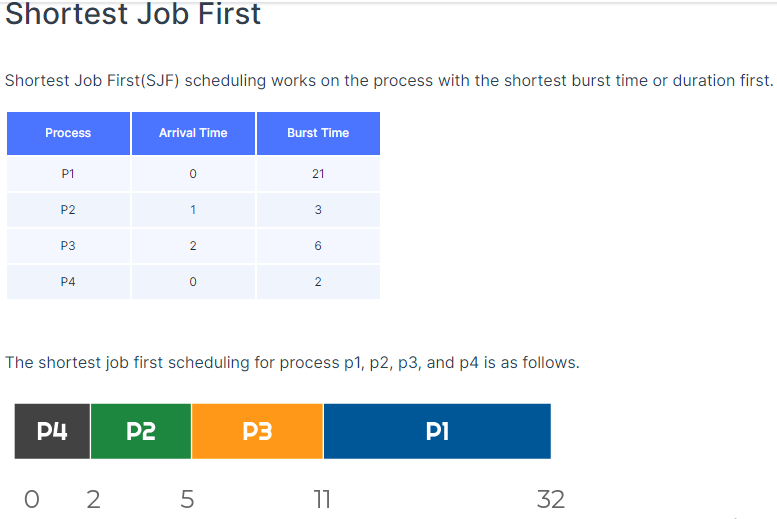 Shortest Job First
Shortest Job First(SJF) scheduling works on the process with the shortest burst time or duration first.
Process Arrival Time Burst Time
P1 0 21
P2 1 3
P3 2 6
P4 0 2
The shortest job first scheduling for process p1, p2, p3, and p4 is as follows.
P4 P2 P3 P1
0 2 5 11 32